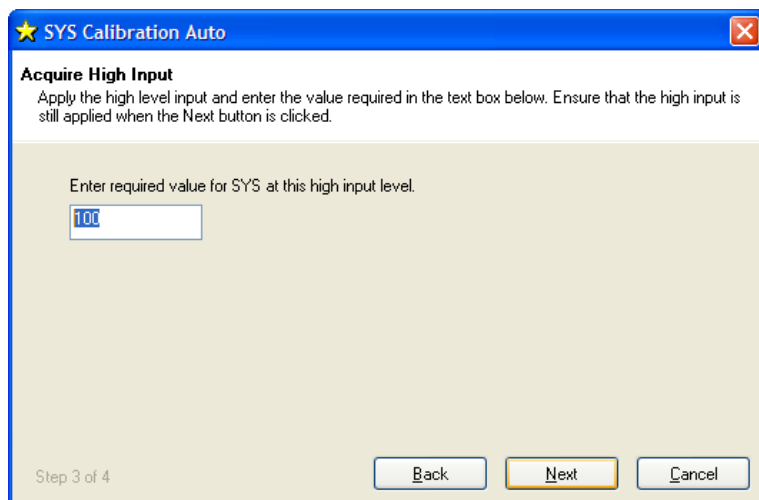 SYS Calibration Auto
Acquire High Input
Apply the high level input and enter the value required in the text box below. Ensure that the high input is
still applied when the Next button is clicked.
Enter required value for SYS at this high input level.
100
Step 3 of 4
Back
Next
Cancel